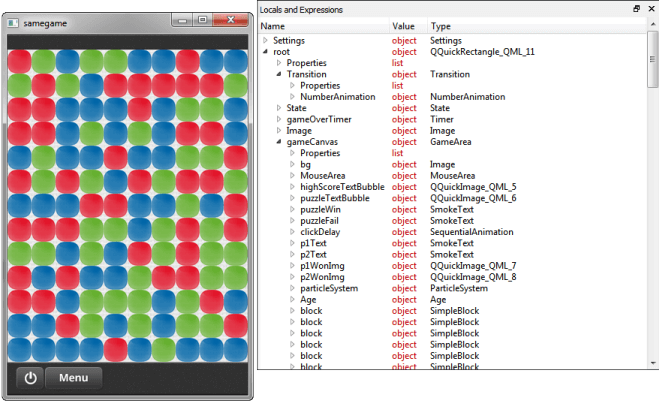 samegame
Menu
Locals and Expressions
Name Value Type
Settings object Settings
root object QQuickRectangle_QML_11
Properties list
Transition object Transition
Properties list
NumberAnimation object NumberAnimation
State object State
gameOverTimer object Timer
Image object Image
gameCanvas object GameArea
Properties list
bg object Image
MouseArea object MouseArea
highScoreTextBubble object QQuickImage_QML_5
puzzleTextBubble object QQuickImage_QML_6
puzzleWin object SmokeText
puzzleFail object SmokeText
clickDelay object SequentialAnimation
p1Text object SmokeText
p2Text object SmokeText
p1WonImg object QQuickImage_QML_7
p2WonImg object QQuickImage_QML_8
particleSystem object ParticleSystem
Age object Age
block object SimpleBlock
block object SimpleBlock
block object SimpleBlock
block object SimpleBlock
block object SimpleBlock
block object SimpleBlock